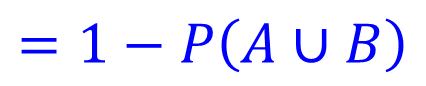 = 1 − P(A ∪ B)